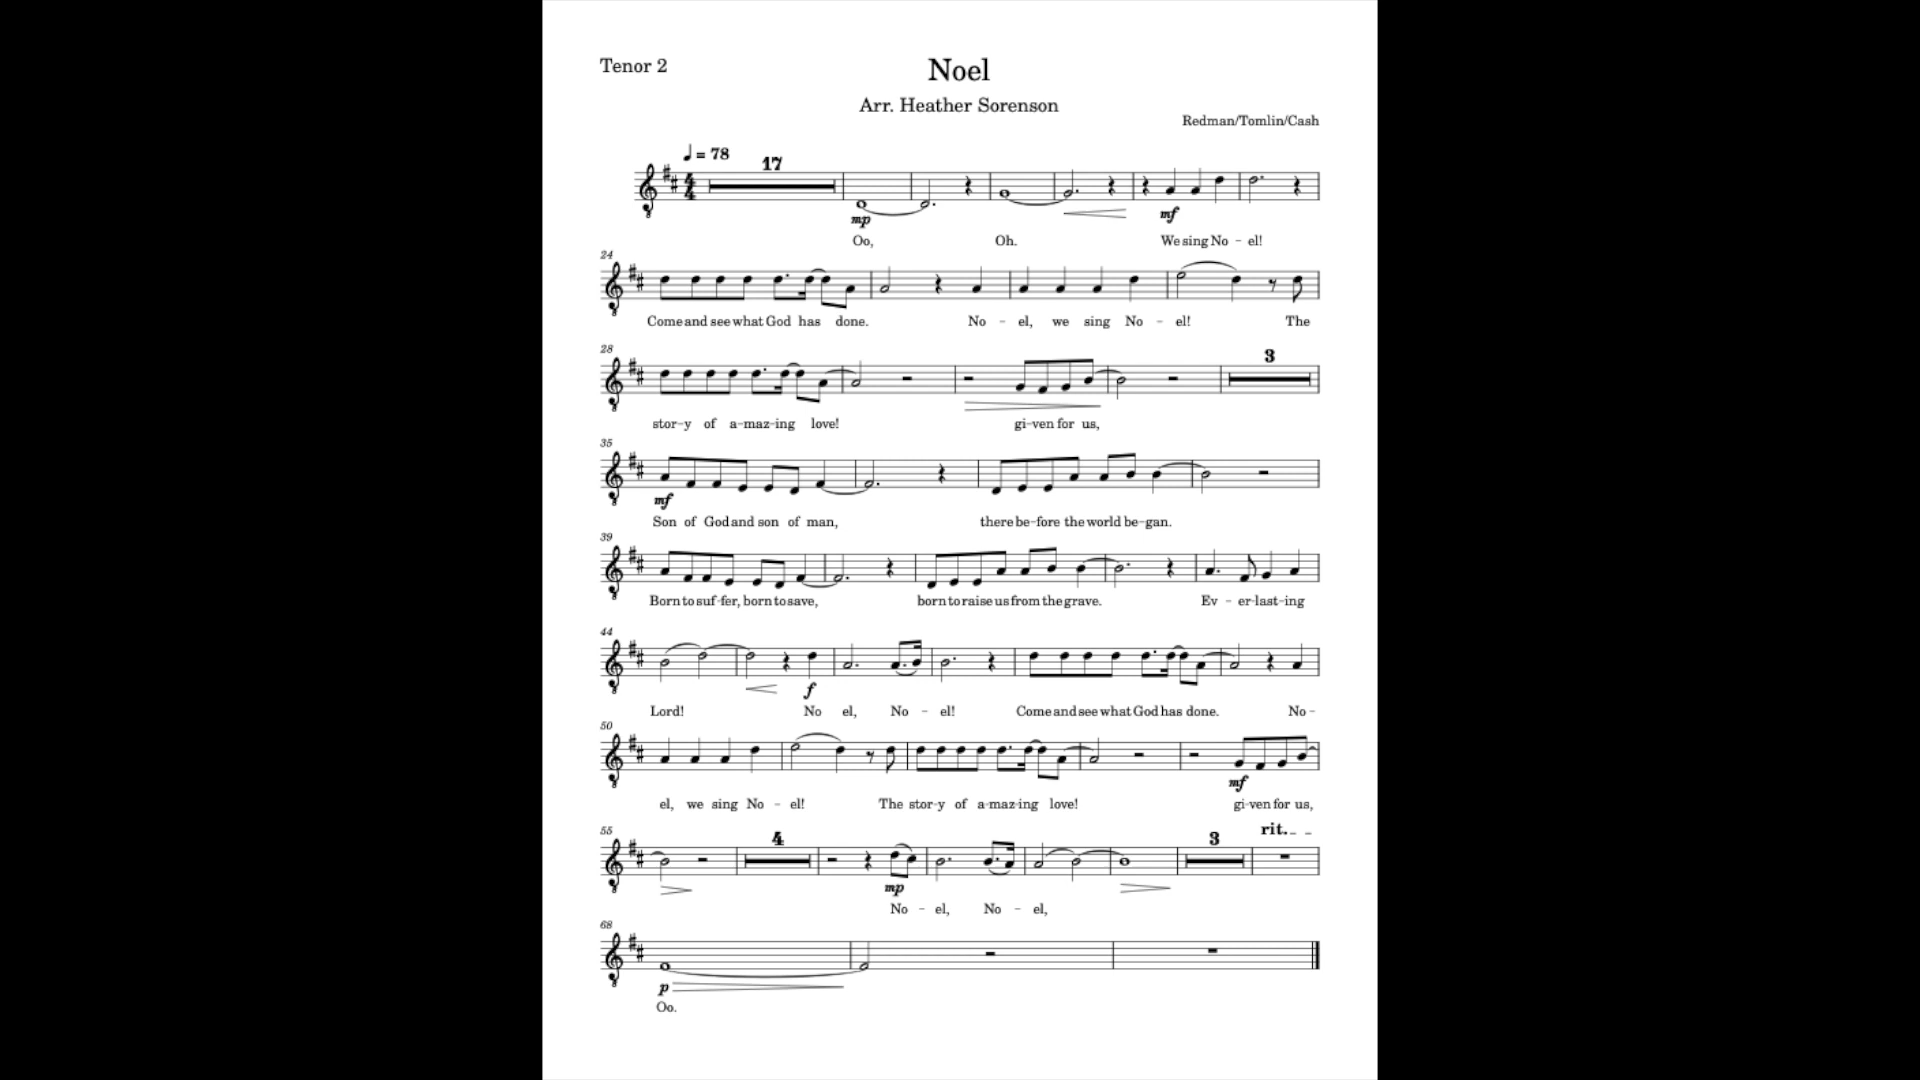 Tenor 2
Noel
Arr. Heather Sorenson
Redman/Tomlin/Cash
♩ = 78
17
mp mf
Oo, Oh. We sing No - el!
24
Come and see what God has done. No - el, we sing No - el! The
28
3
stor-y of a-maz-ing love! gi-ven for us,
35
mf
Son of God and son of man, there be-fore the world be-gan.
39
Born to suf-fer, born to save, born to raise us from the grave. Ev - er-last-ing
44
f
Lord! No el, No - el! Come and see what God has done. No -
50
mf
el, we sing No - el! The stor-y of a-maz-ing love! gi-ven for us,
55
4 3 rit.
mp
No - el, No - el,
68
p
Oo.